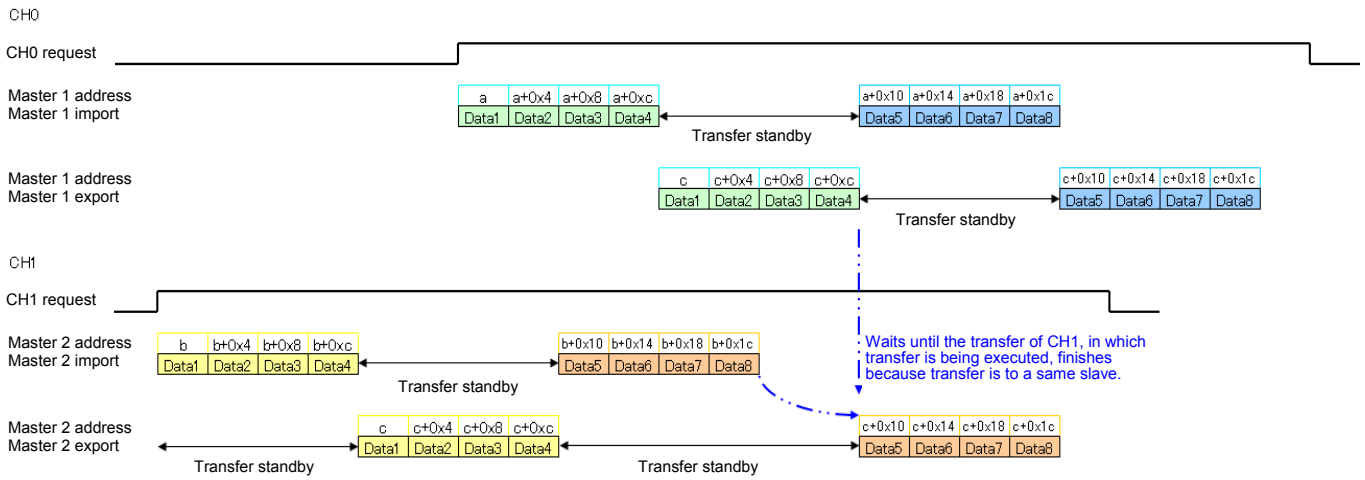 CH0
CH0 request
Master 1 address
a a+0x4 a+0x8 a+0xc a+0x10 a+0x14 a+0x18 a+0x1c
Master 1 import
Data1 Data2 Data3 Data4 Data5 Data6 Data7 Data8
Transfer standby
Master 1 address
c c+0x4 c+0x8 c+0xc c+0x10 c+0x14 c+0x18 c+0x1c
Master 1 export
Data1 Data2 Data3 Data4 Data5 Data6 Data7 Data8
Transfer standby
CH1
CH1 request
Master 2 address
b b+0x4 b+0x8 b+0xc b+0x10 b+0x14 b+0x18 b+0x1c
Master 2 import
Data1 Data2 Data3 Data4 Data5 Data6 Data7 Data8
Transfer standby
Waits until the transfer of CH1, in which
transfer is being executed, finishes
because transfer is to a same slave.
Master 2 address
c c+0x4 c+0x8 c+0xc c+0x10 c+0x14 c+0x18 c+0x1c
Master 2 export
Data1 Data2 Data3 Data4 Data5 Data6 Data7 Data8
Transfer standby Transfer standby